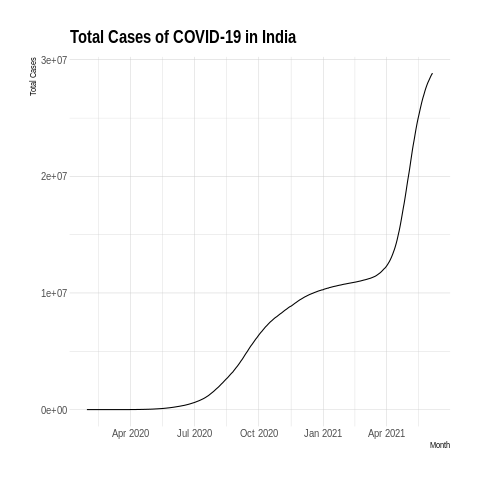 Total Cases of COVID-19 in India
Total Cases
3e+07
2e+07
1e+07
0e+00
Apr 2020 Jul 2020 Oct 2020 Jan 2021 Apr 2021
Month